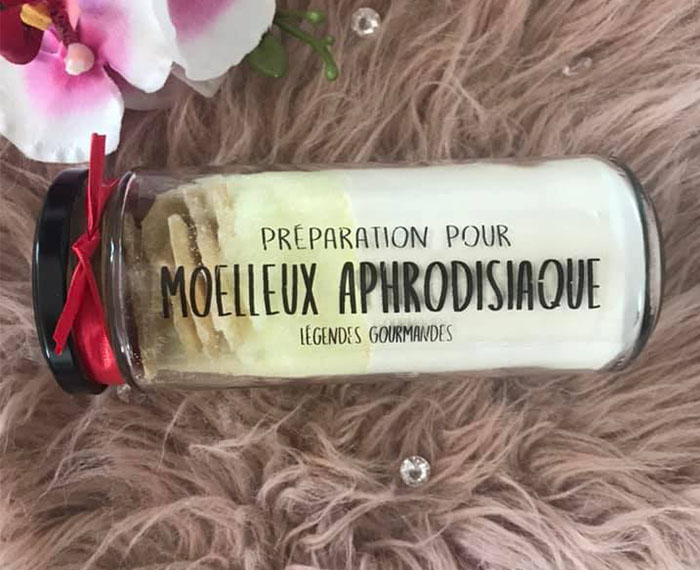 PRÉPARATION POUR
MOELLEUX APHRODISIAQUE
LÉGENDES GOURMANDES